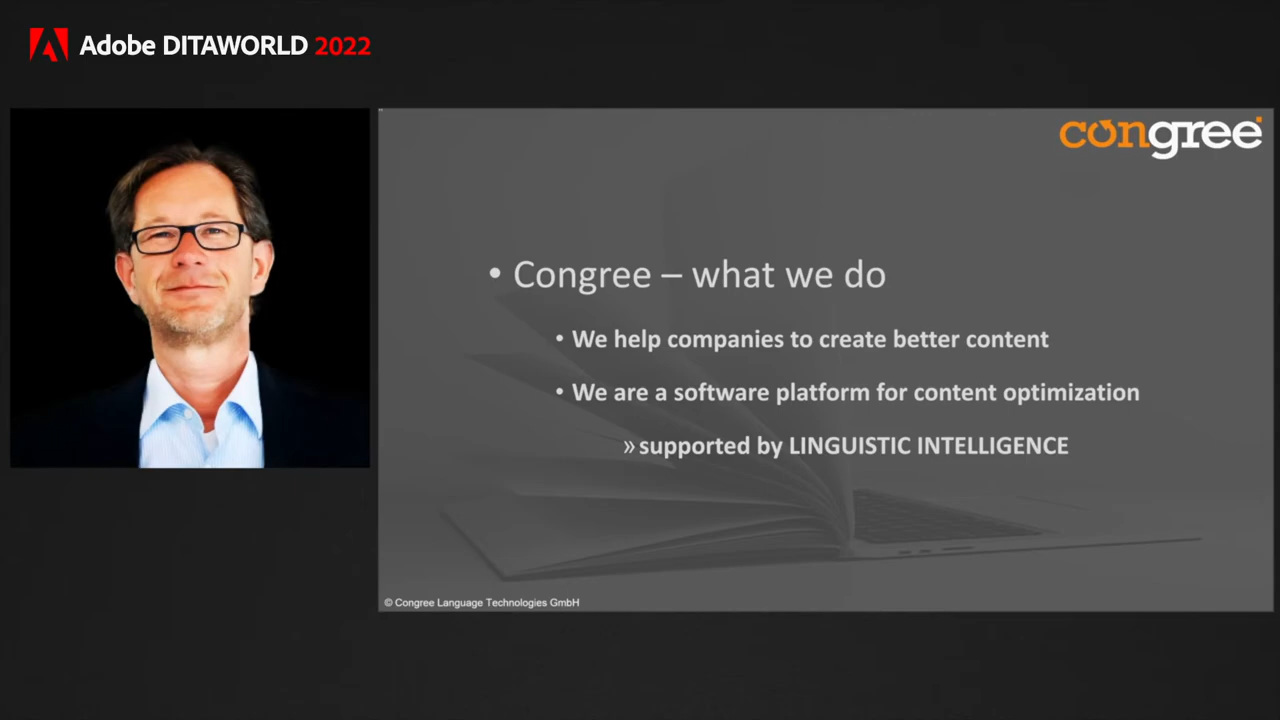 Adobe DITAWORLD 2022
congree
• Congree – what we do
• We help companies to create better content
• We are a software platform for content optimization
» supported by LINGUISTIC INTELLIGENCE
© Congree Language Technologies GmbH